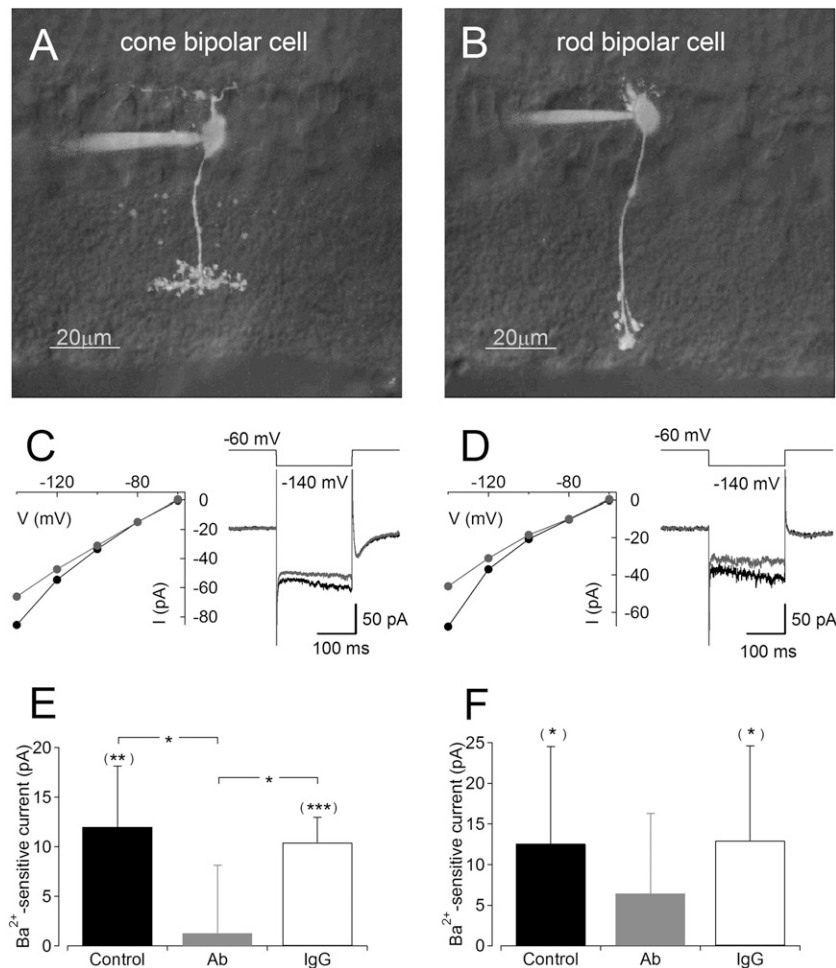 A cone bipolar cell
20µm
B rod bipolar cell
20µm
C
-120 -80
V (mV)
0
-20
-40
-60
-80
I (pA)
-60 mV
-140 mV
50 pA
100 ms
D
-120 -80
V (mV)
0
-20
-40
-60
I (pA)
-60 mV
-140 mV
50 pA
100 ms
E
Ba2+-sensitive current (pA)
20
15
10
5
0
(**)
*
*
(***)
Control Ab IgG
F
Ba2+-sensitive current (pA)
25
20
15
10
5
0
(*)
(*)
Control Ab IgG